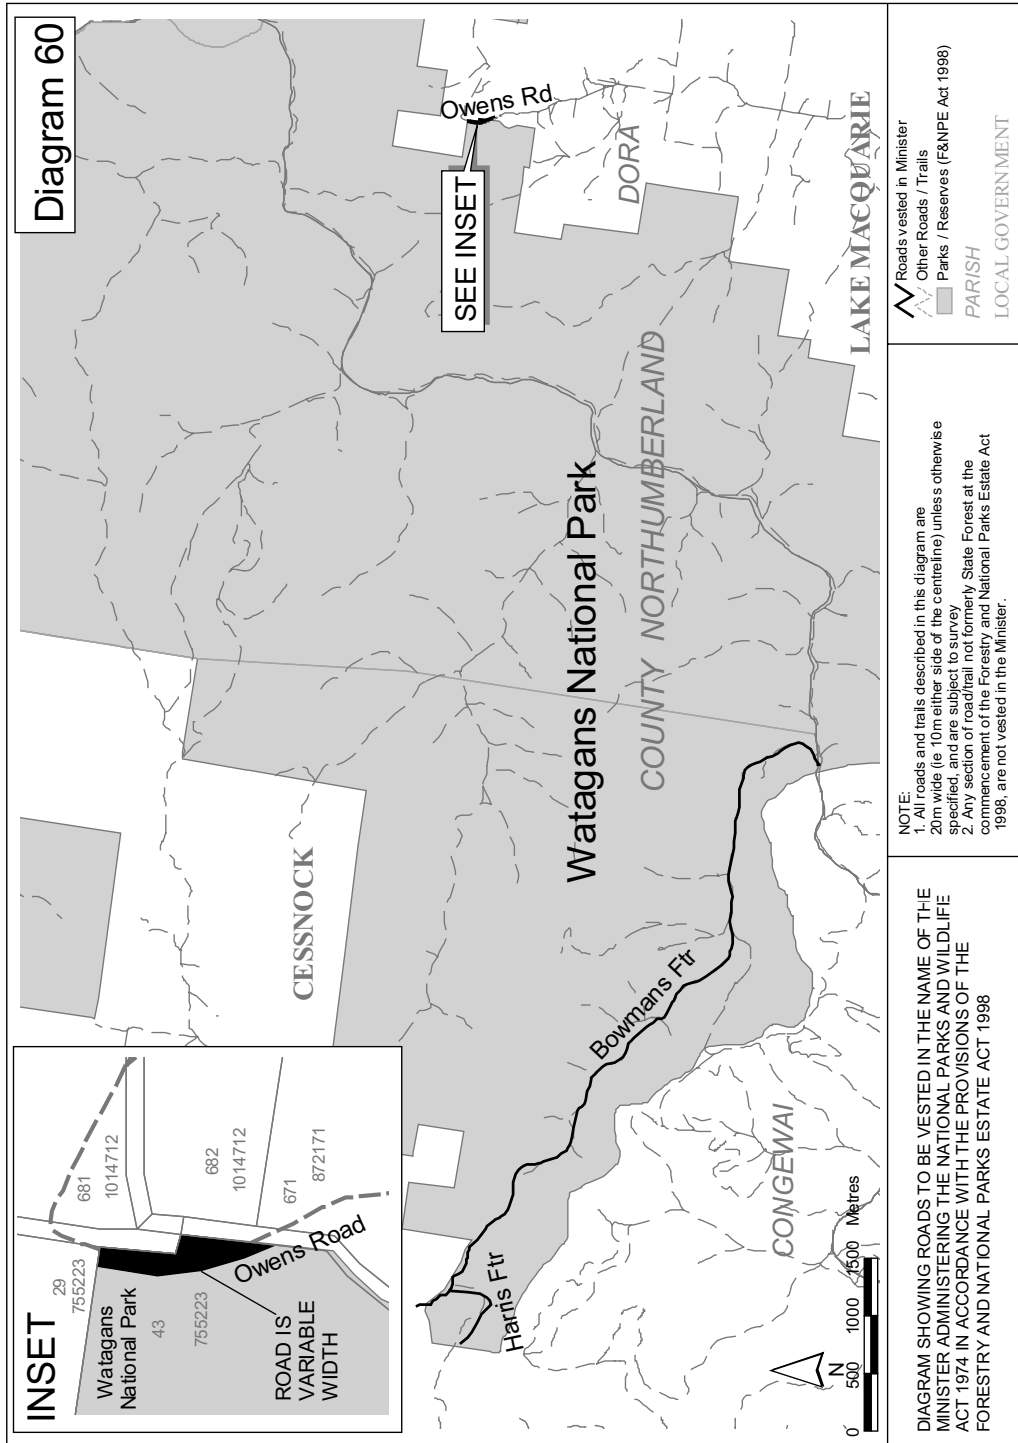 Diagram 60
Owens Rd
SEE INSET
DORA
LAKE MACQUARIE
COUNTY NORTHUMBERLAND
Watagans National Park
CESSNOCK
Bowmans Ftr
CONGEWAI
Harris Ftr
INSET
29
755223
Watagans
National Park
43
755223
681
1014712
682
1014712
671
872171
Owens Road
ROAD IS
VARIABLE
WIDTH
N
0 500 1000 1500 Metres
DIAGRAM SHOWING ROADS TO BE VESTED IN THE NAME OF THE
MINISTER ADMINISTERING THE NATIONAL PARKS AND WILDLIFE
ACT 1974 IN ACCORDANCE WITH THE PROVISIONS OF THE
FORESTRY AND NATIONAL PARKS ESTATE ACT 1998
NOTE:
1. All roads and trails described in this diagram are
20m wide (ie 10m either side of the centreline) unless otherwise
specified, and are subject to survey
2. Any section of road/trail not formerly State Forest at the
commencement of the Forestry and National Parks Estate Act
1998, are not vested in the Minister.
Roads vested in Minister
Other Roads / Trails
Parks / Reserves (F&NPE Act 1998)
PARISH
LOCAL GOVERNMENT